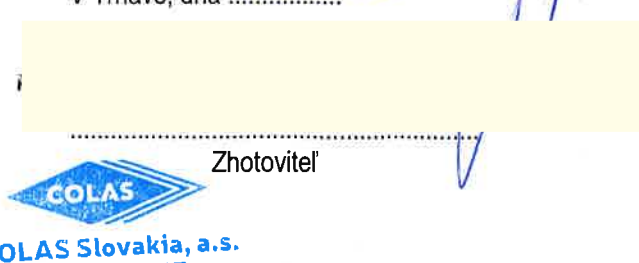 V Trnave, dňa .................
Zhotoviteľ
COLAS
OLAS Slovakia, a.s.